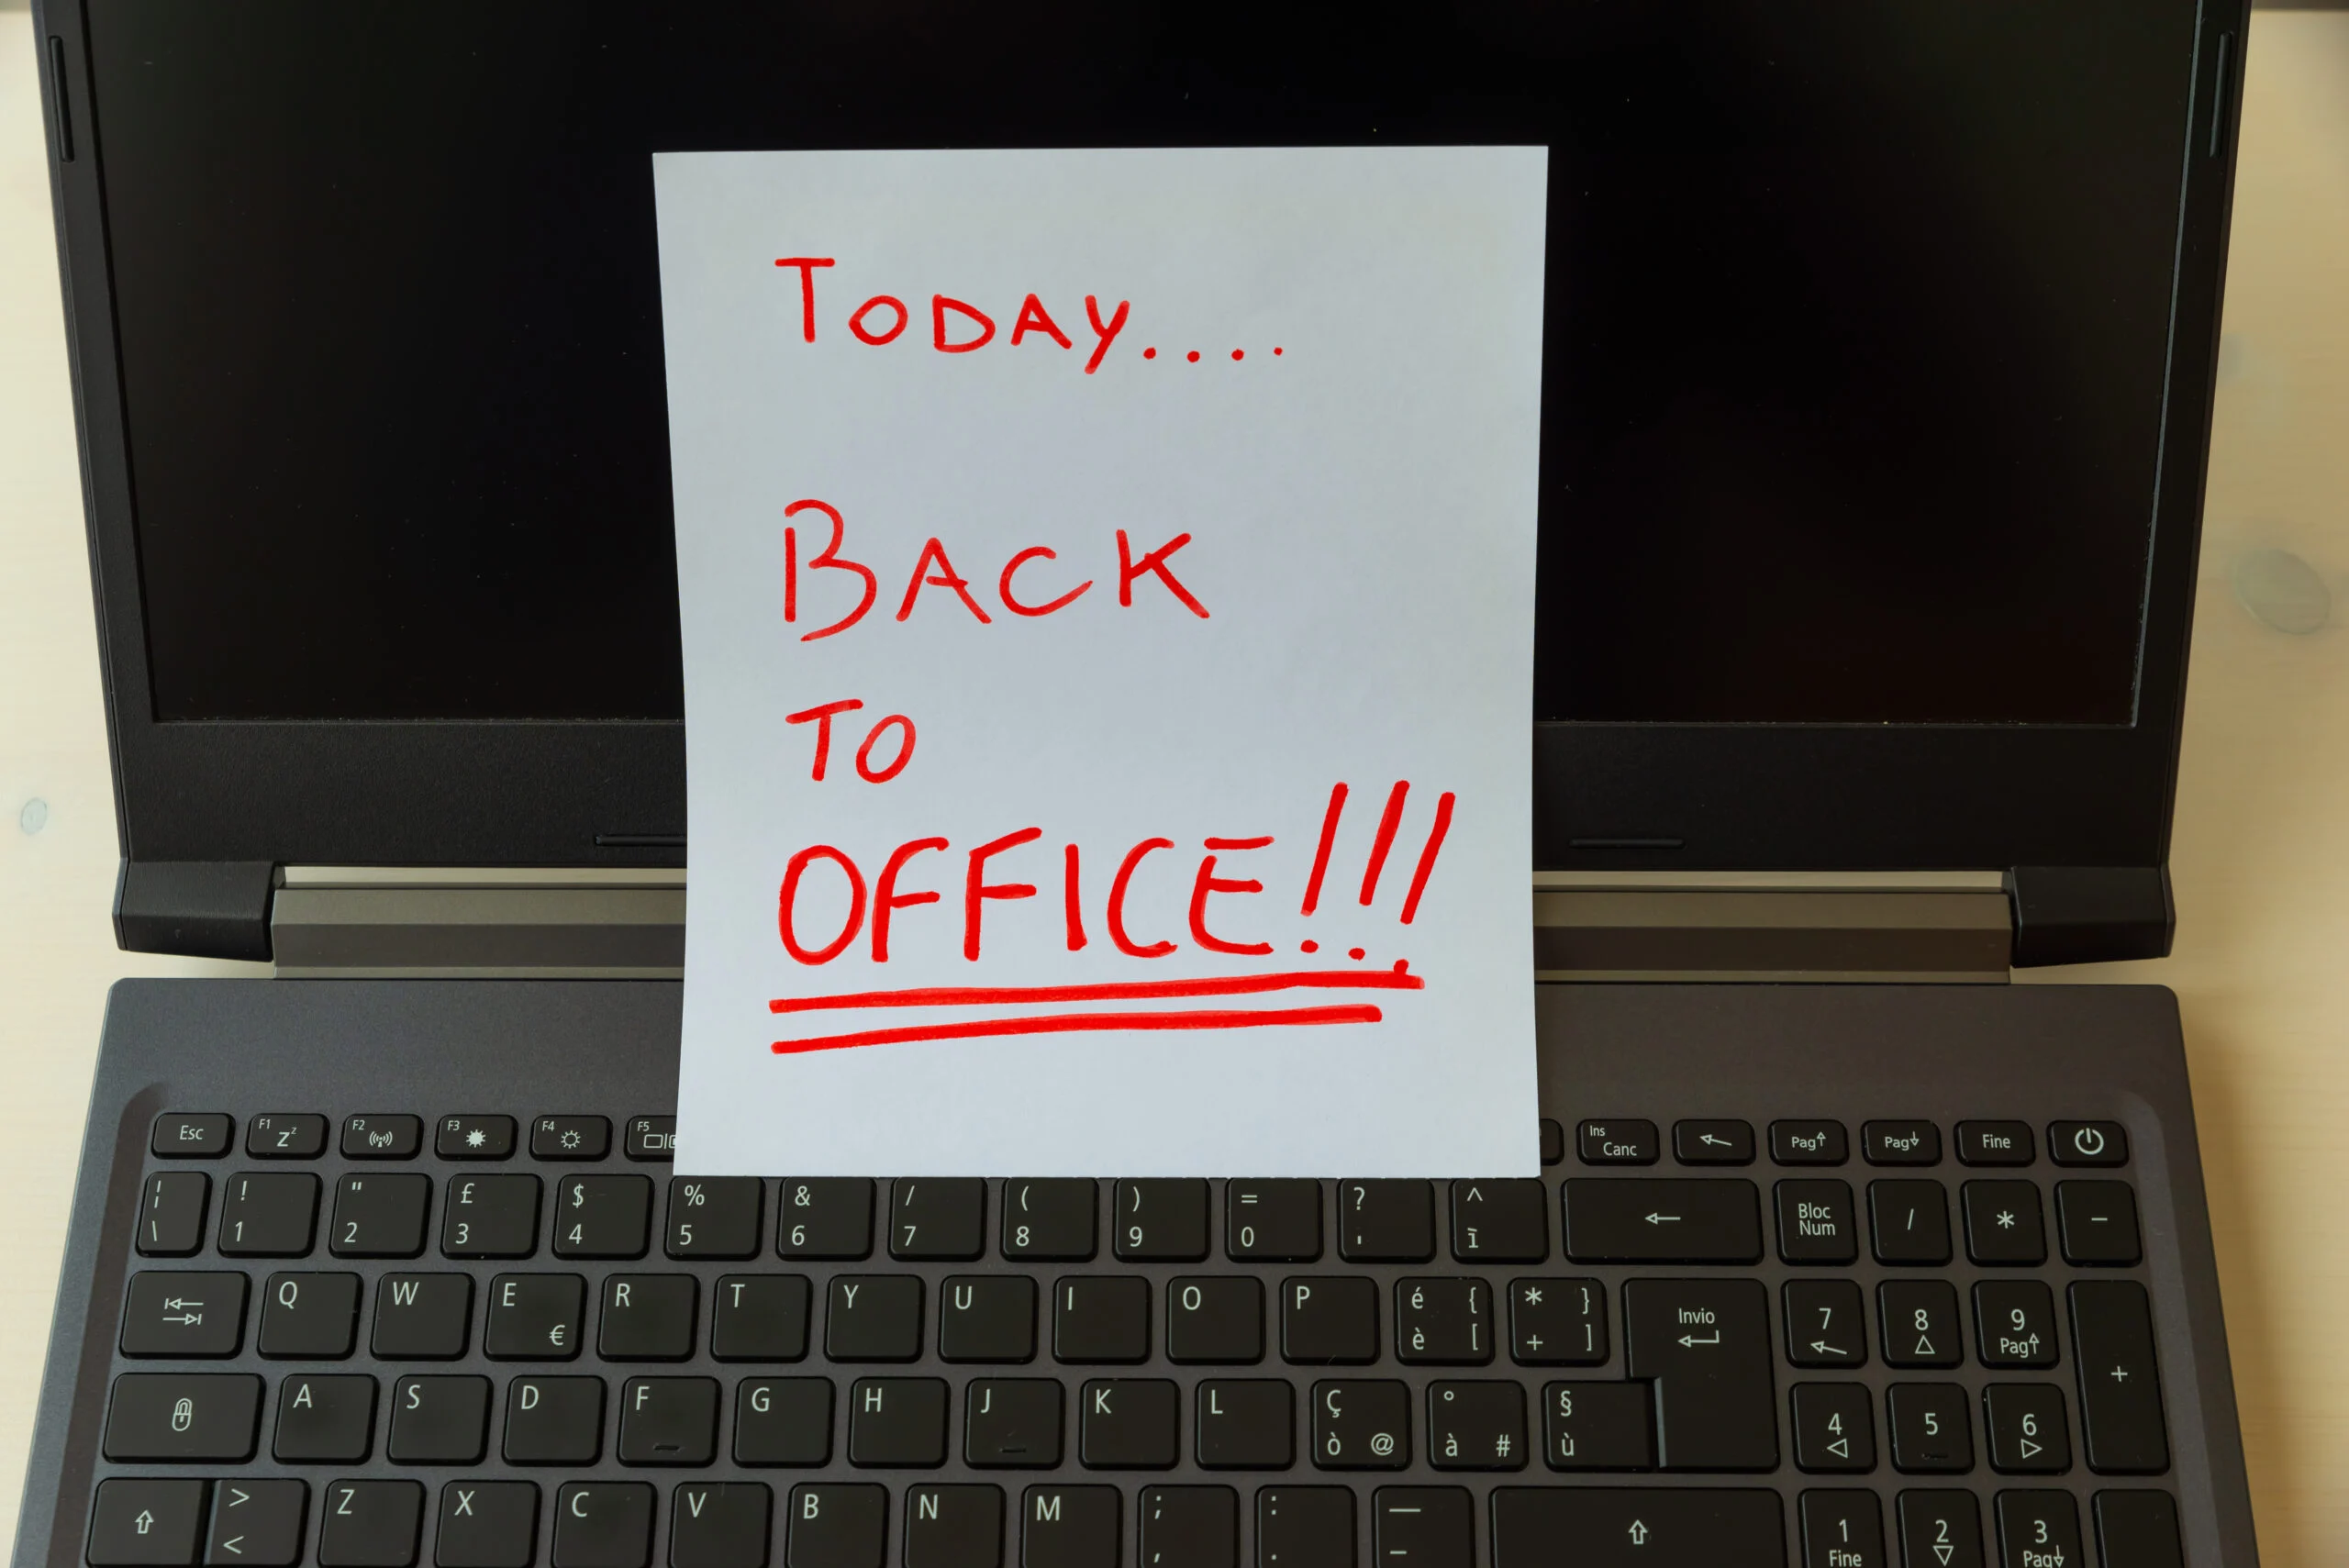 Today....
BACK
TO
OFFICE!!!
Esc F1 Zz F2 F3 F4 F5 Ins Canc Pag Pag Fine
¦ ! " £ $ % & / ( ) = ? ^
\ 1 2 3 4 5 6 7 8 9 0 ' ì ← Bloc Num / * -
Q W E € R T Y U I O P é è { [ * + } ] Invio 7 8 9 Pag +
A S D F G H J K L ç ò @ ° à # § ù 4 5 6
> < Z X C V B N M ; , : . _ - 1 Fine 2 3 Pag